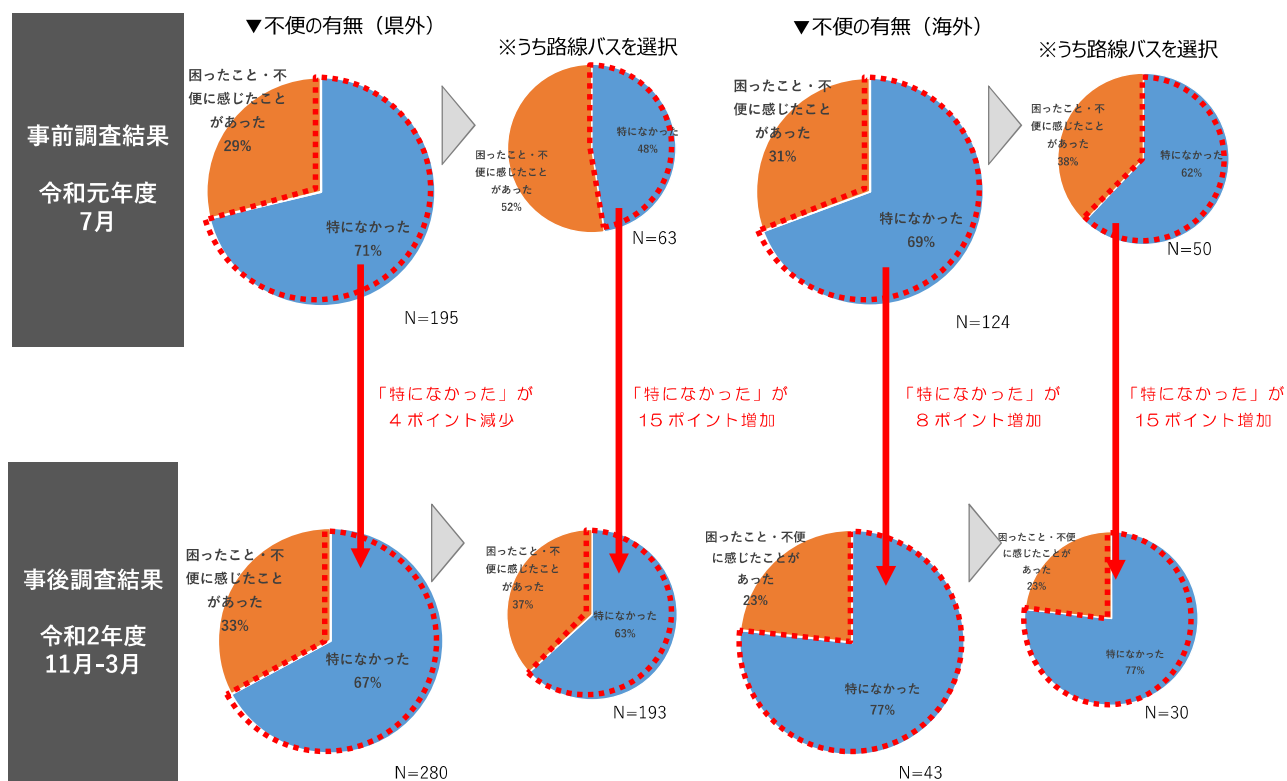 ▼不便の有無（県外）
※うち路線バスを選択
▼不便の有無（海外）
※うち路線バスを選択
事前調査結果
令和元年度
7月
困ったこと・不
便に感じたこと
があった
29%
特になかった
71%
N=195
困ったこと・不
便に感じたこと
があった
52%
特になかった
48%
N=63
困ったこと・不
便に感じたこと
があった
31%
特になかった
69%
N=124
困ったこと・不
便に感じたこと
があった
38%
特になかった
62%
N=50
「特になかった」が
4 ポイント減少
「特になかった」が
15 ポイント増加
「特になかった」が
8 ポイント増加
「特になかった」が
15 ポイント増加
事後調査結果
令和2年度
11月-3月
困ったこと・不
便に感じたこと
があった
33%
特になかった
67%
N=280
困ったこと・不
便に感じたこと
があった
37%
特になかった
63%
N=193
困ったこと・不便
に感じたことが
あった
23%
特になかった
77%
N=43
困ったこと・不便
に感じたことが
あった
23%
特になかった
77%
N=30